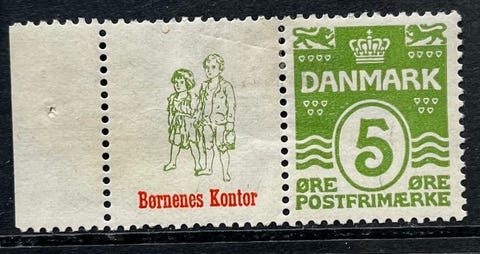 Børnenes Kontor
DANMARK
5
ØRE ØRE
POSTFRIMÆRKE